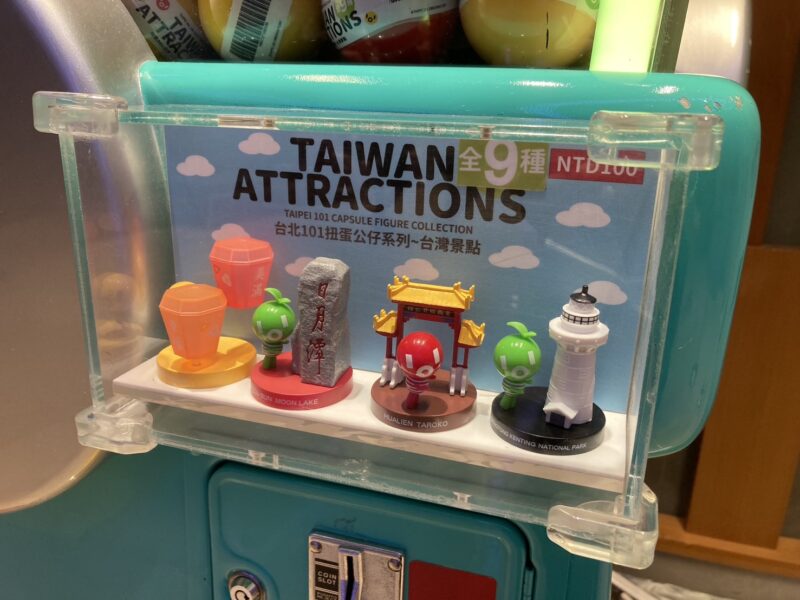 TAIWAN
ATTRACTIONS
TAIWAN
ATTRACTIONS
全9種
NTD100
TAIPEI 101 CAPSULE FIGURE COLLECTION
台北101扭蛋公仔系列~台灣景點
日月潭
MOON LAKE
HUALIEN TAROKO
KENTING NATIONAL PARK
COIN
SLOT